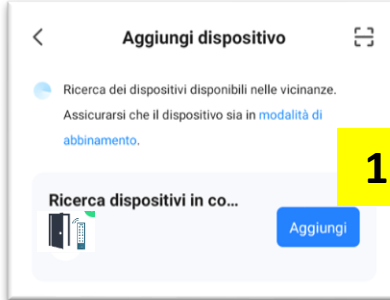 Aggiungi dispositivo
Ricerca dei dispositivi disponibili nelle vicinanze.
Assicurarsi che il dispositivo sia in modalità di
abbinamento.
1
Ricerca dispositivi in co...
Aggiungi